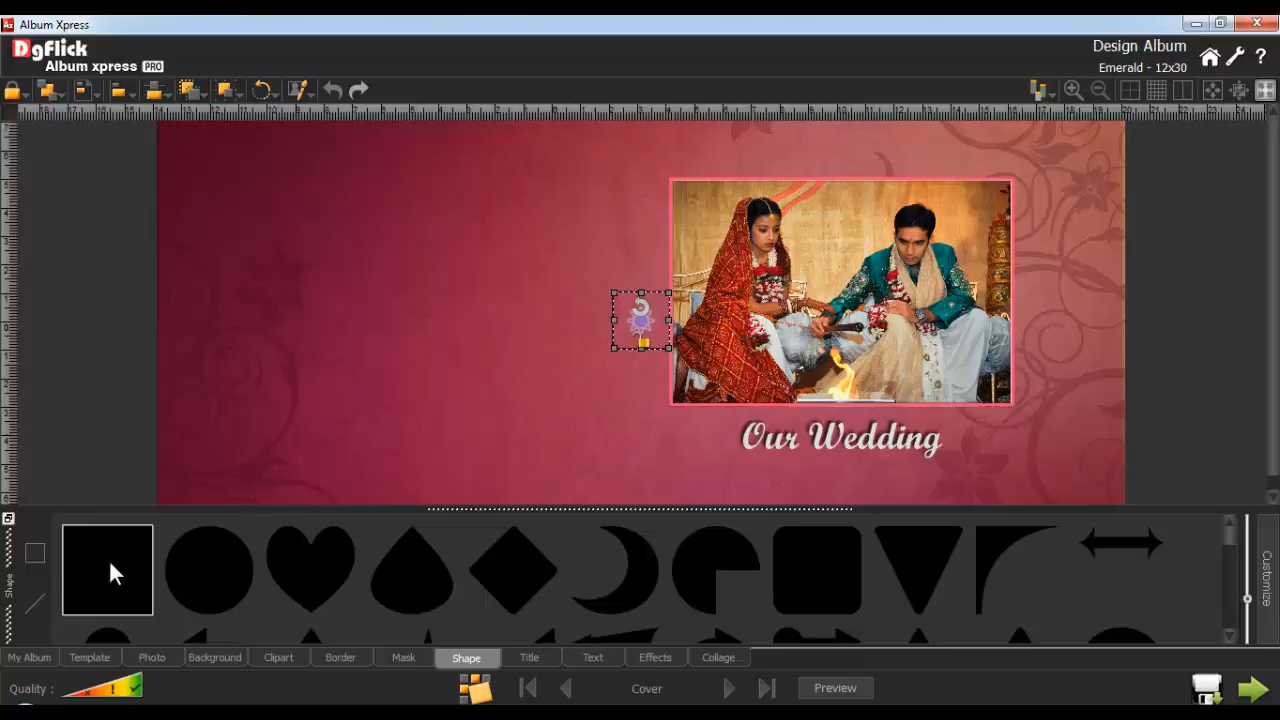 Album Xpress
DgFlick
Album xpress PRO
Design Album
Emerald - 12x30
Our Wedding
Shape
Customize
My Album Template Photo Background Clipart Border Mask Shape Title Text Effects Collage
Quality :
Cover
Preview